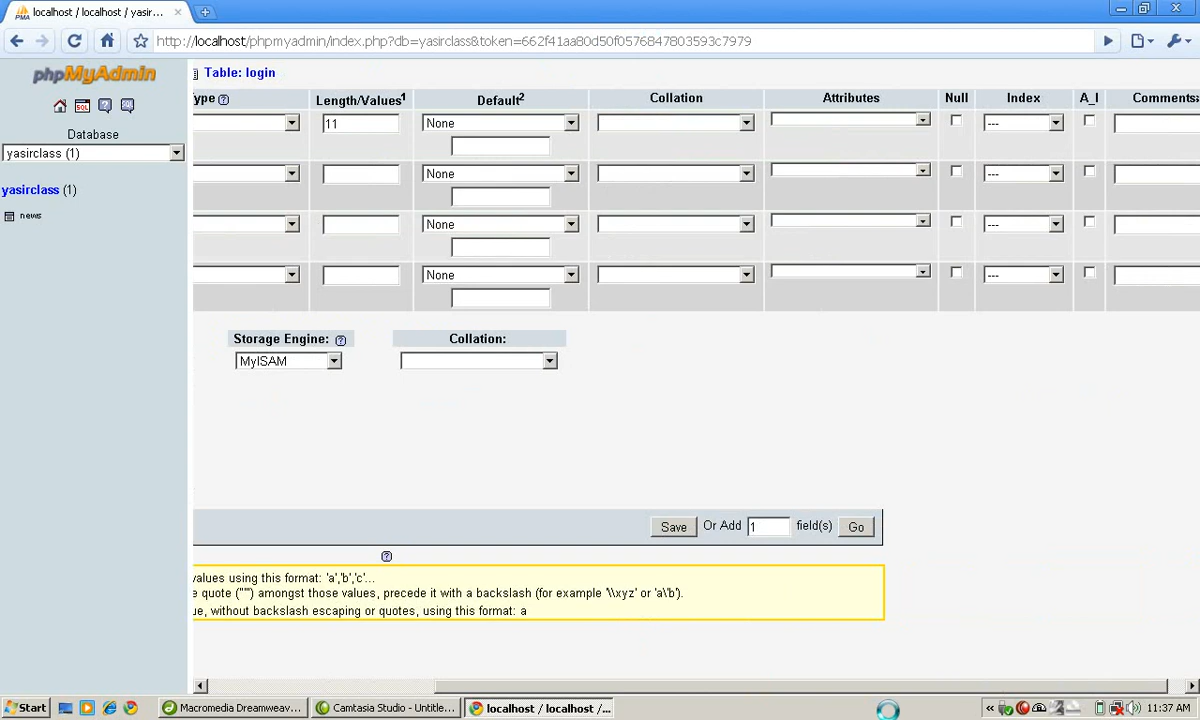 localhost / localhost / yasir...
http://localhost/phpmyadmin/index.php?db=yasirclass&token=662f41aa80d50f0576847803593c7979
phpMyAdmin
SQL
Database
yasirclass (1)
yasirclass (1)
news
Table: login
ype Length/Values1 Default2 Collation Attributes Null Index A_I Comments
11 None ---
None ---
None ---
None ---
Storage Engine: Collation:
MyISAM
Save Or Add 1 field(s) Go
values using this format: 'a','b','c'...
e quote ("'") amongst those values, precede it with a backslash (for example '\\xyz' or 'a\'b').
ue, without backslash escaping or quotes, using this format: a
Start Macromedia Dreamweav... Camtasia Studio - Untitle... localhost / localhost /... 11:37 AM